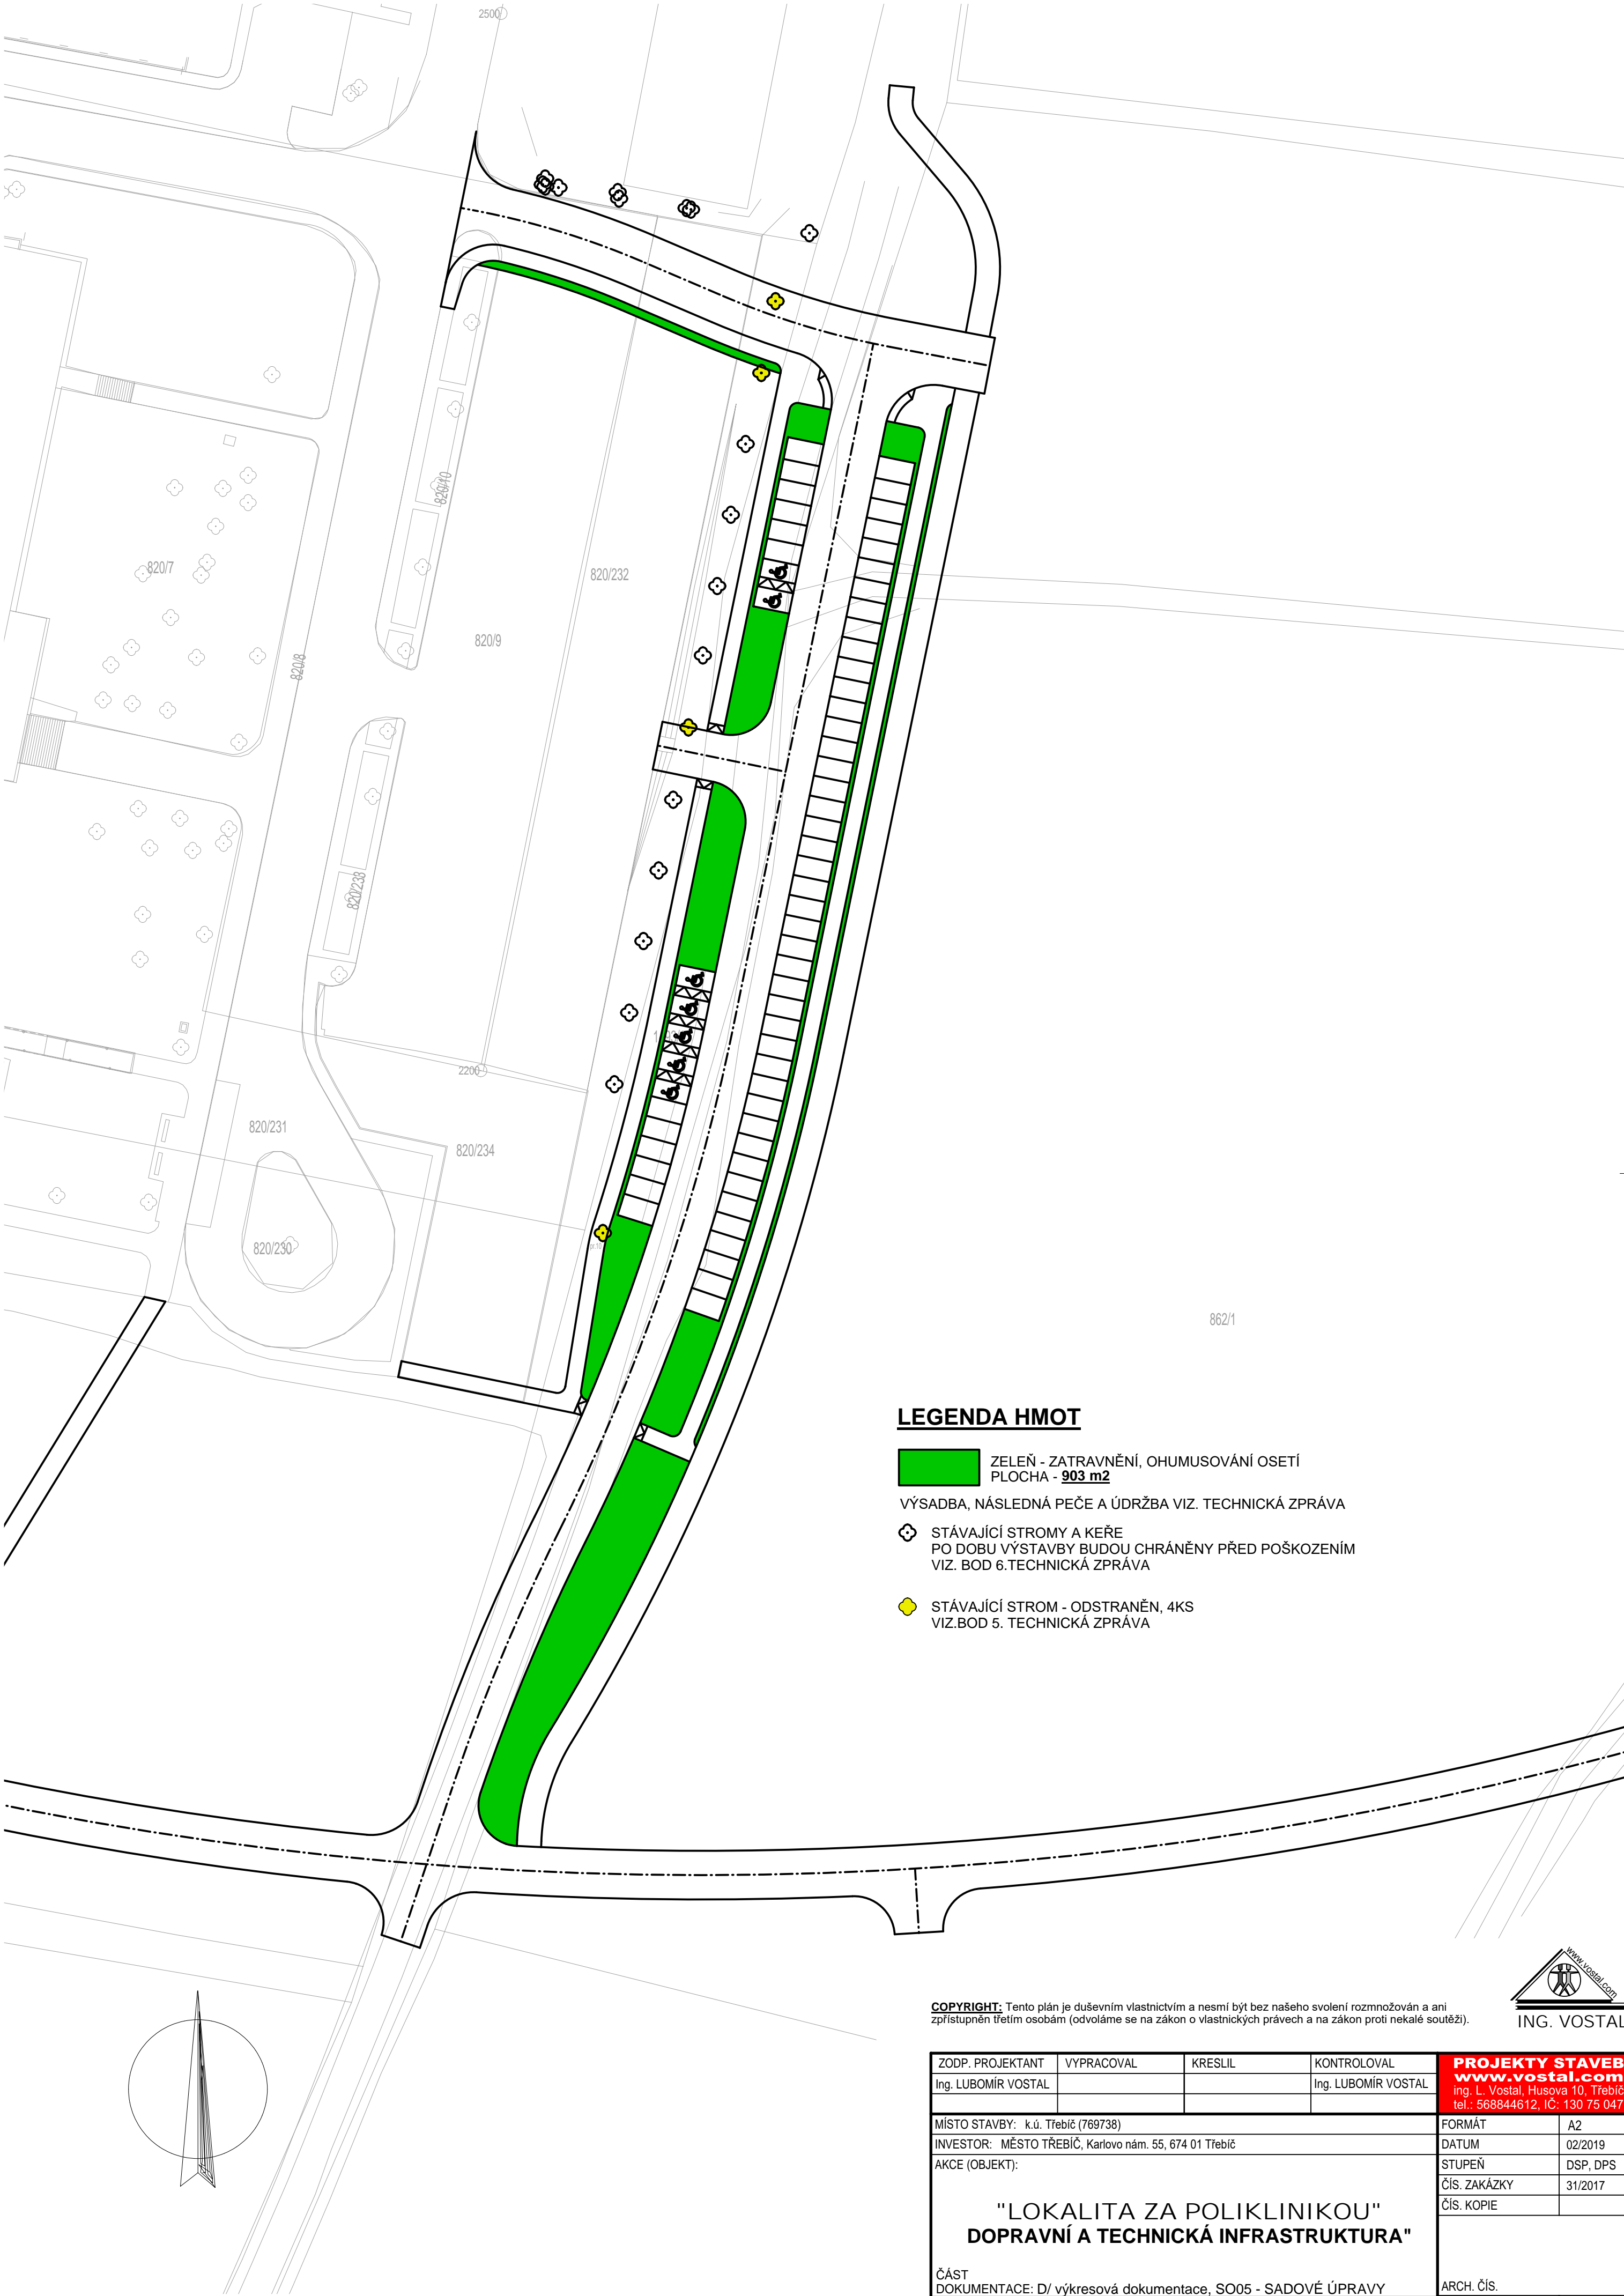 2500
820/10
820/7
820/232
820/9
820/8
820/233
2200
820/231
820/234
820/230
862/1
LEGENDA HMOT
ZELEŇ - ZATRAVNĚNÍ, OHUMUSOVÁNÍ OSETÍ
PLOCHA - 903 m2
VÝSADBA, NÁSLEDNÁ PEČE A ÚDRŽBA VIZ. TECHNICKÁ ZPRÁVA
STÁVAJÍCÍ STROMY A KEŘE
PO DOBU VÝSTAVBY BUDOU CHRÁNĚNY PŘED POŠKOZENÍM
VIZ. BOD 6.TECHNICKÁ ZPRÁVA
STÁVAJÍCÍ STROM - ODSTRANĚN, 4KS
VIZ.BOD 5. TECHNICKÁ ZPRÁVA
COPYRIGHT: Tento plán je duševním vlastnictvím a nesmí být bez našeho svolení rozmnožován a ani
zpřístupněn třetím osobám (odvoláme se na zákon o vlastnických právech a na zákon proti nekalé soutěži).
www.vostal.com
ING. VOSTAL
ZODP. PROJEKTANT VYPRACOVAL KRESLIL KONTROLOVAL
Ing. LUBOMÍR VOSTAL Ing. LUBOMÍR VOSTAL
PROJEKTY STAVEB
www.vostal.com
ing. L. Vostal, Husova 10, Třebíč
tel.: 568844612, IČ: 130 75 047
MÍSTO STAVBY: k.ú. Třebíč (769738)
INVESTOR: MĚSTO TŘEBÍČ, Karlovo nám. 55, 674 01 Třebíč
AKCE (OBJEKT):
"LOKALITA ZA POLIKLINIKOU"
DOPRAVNÍ A TECHNICKÁ INFRASTRUKTURA"
ČÁST
DOKUMENTACE: D/ výkresová dokumentace, SO05 - SADOVÉ ÚPRAVY
FORMÁT A2
DATUM 02/2019
STUPEŇ DSP, DPS
ČÍS. ZAKÁZKY 31/2017
ČÍS. KOPIE
ARCH. ČÍS.